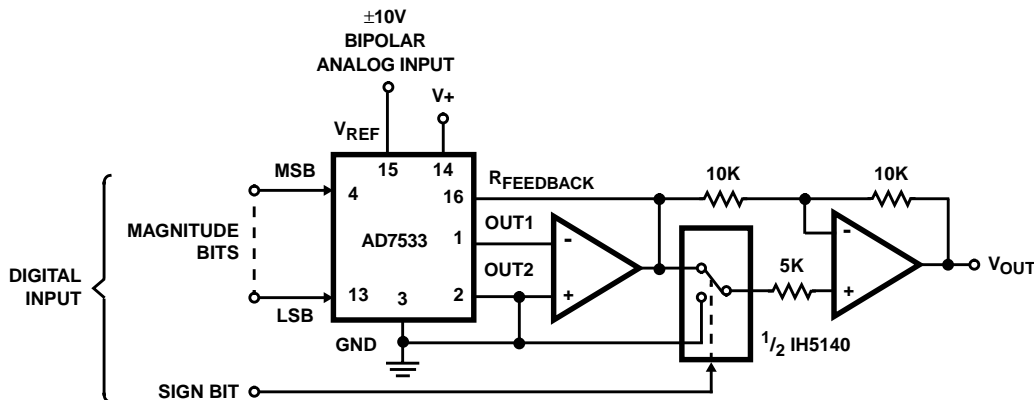 ±10V
BIPOLAR
ANALOG INPUT
V+
VREF
MSB
15
14
4
16
RFEEDBACK
10K
10K
MAGNITUDE
BITS
AD7533
1
OUT1
-
-
DIGITAL
INPUT
OUT2
5K
VOUT
13
3
2
+
+
LSB
GND
1/2 IH5140
SIGN BIT